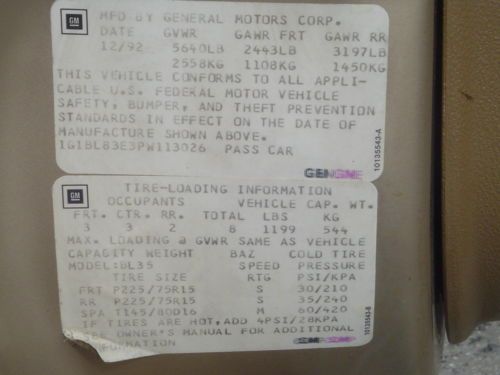 GM
MFD BY GENERAL MOTORS CORP.
DATE GVWR GAWR FRT GAWR RR
12/92 5640LB 2443LB 3197LB
2558KG 1108KG 1450KG
THIS VEHICLE CONFORMS TO ALL APPLI-
CABLE U.S. FEDERAL MOTOR VEHICLE
SAFETY, BUMPER, AND THEFT PREVENTION
STANDARDS IN EFFECT ON THE DATE OF
MANUFACTURE SHOWN ABOVE.
1G1BL83E3PW113026 PASS CAR
10135543-A
GM
TIRE-LOADING INFORMATION
OCCUPANTS VEHICLE CAP. WT.
FRT. CTR. RR. TOTAL LBS KG
3 3 2 8 1199 544
MAX. LOADING @ GVWR SAME AS VEHICLE
CAPACITY WEIGHT BAZ COLD TIRE
MODEL:BL35 SPEED PRESSURE
TIRE SIZE RTG PSI/KPA
FRT P225/75R15 S 30/210
RR P225/75R15 S 35/240
SPA T145/80D16 M 60/420
IF TIRES ARE HOT, ADD 4PSI/28KPA
SEE OWNER'S MANUAL FOR ADDITIONAL
INFORMATION
10135543-B